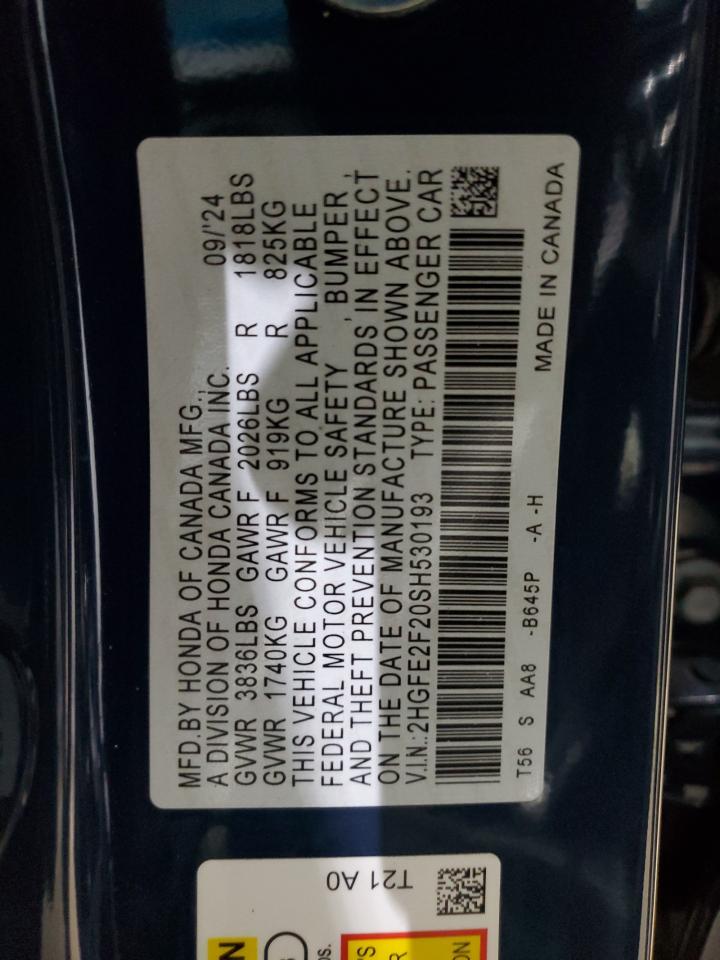 MFD.BY HONDA OF CANADA MFG., 09/'24
A DIVISION OF HONDA CANADA INC.
GVWR 3836LBS GAWR F 2026LBS R 1818LBS
GVWR 1740KG GAWR F 919KG R 825KG
THIS VEHICLE CONFORMS TO ALL APPLICABLE
FEDERAL MOTOR VEHICLE SAFETY , BUMPER ,
AND THEFT PREVENTION STANDARDS IN EFFECT
ON THE DATE OF MANUFACTURE SHOWN ABOVE.
V.I.N.:2HGFE2F20SH530193 TYPE: PASSENGER CAR
T56 S AA8 -B645P -A -H MADE IN CANADA
T21 A0